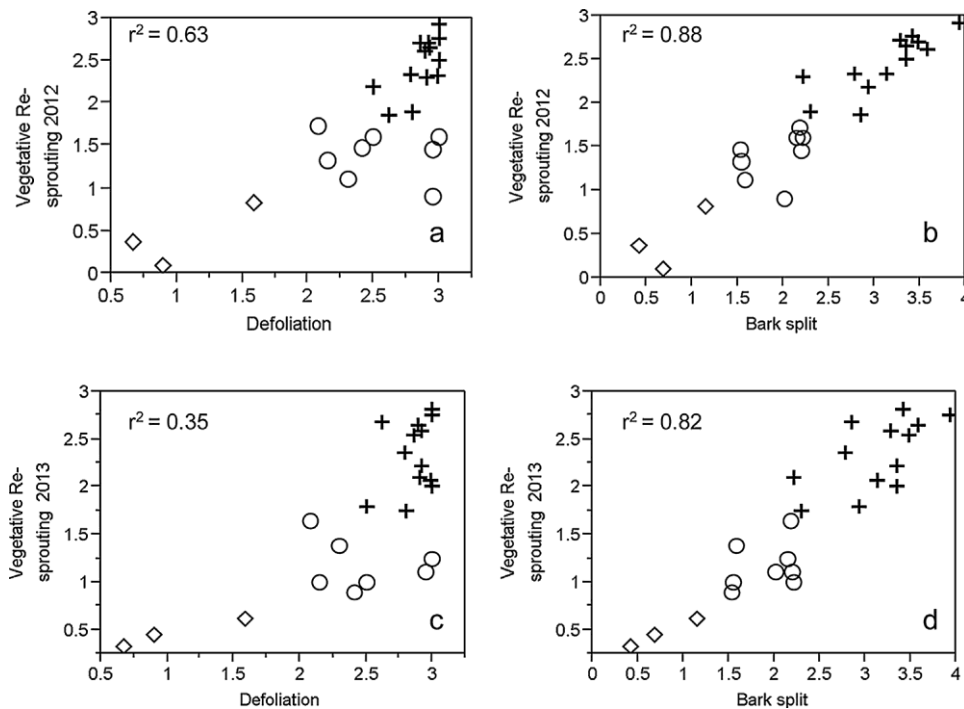 r² = 0.63
Vegetative Re-
sprouting 2012
3
2.5
2
1.5
1
0.5
0
a
0.5 1 2 2.5 3
Defoliation
r² = 0.88
Vegetative Re-
sprouting 2012
3
2.5
2
1.5
1
0.5
0
b
0 0.5 1 1.5 2 2.5 3 3.5 4
Bark split
r² = 0.35
Vegetative Re-
sprouting 2013
3
2.5
2
1.5
1
0.5
c
0.5 1 1.5 2 2.5 3
Defoliation
r² = 0.82
Vegetative Re-
sprouting 2013
3
2.5
2
1.5
1
0.5
d
0 0.5 1 1.5 2 2.5 3 3.5 4
Bark split